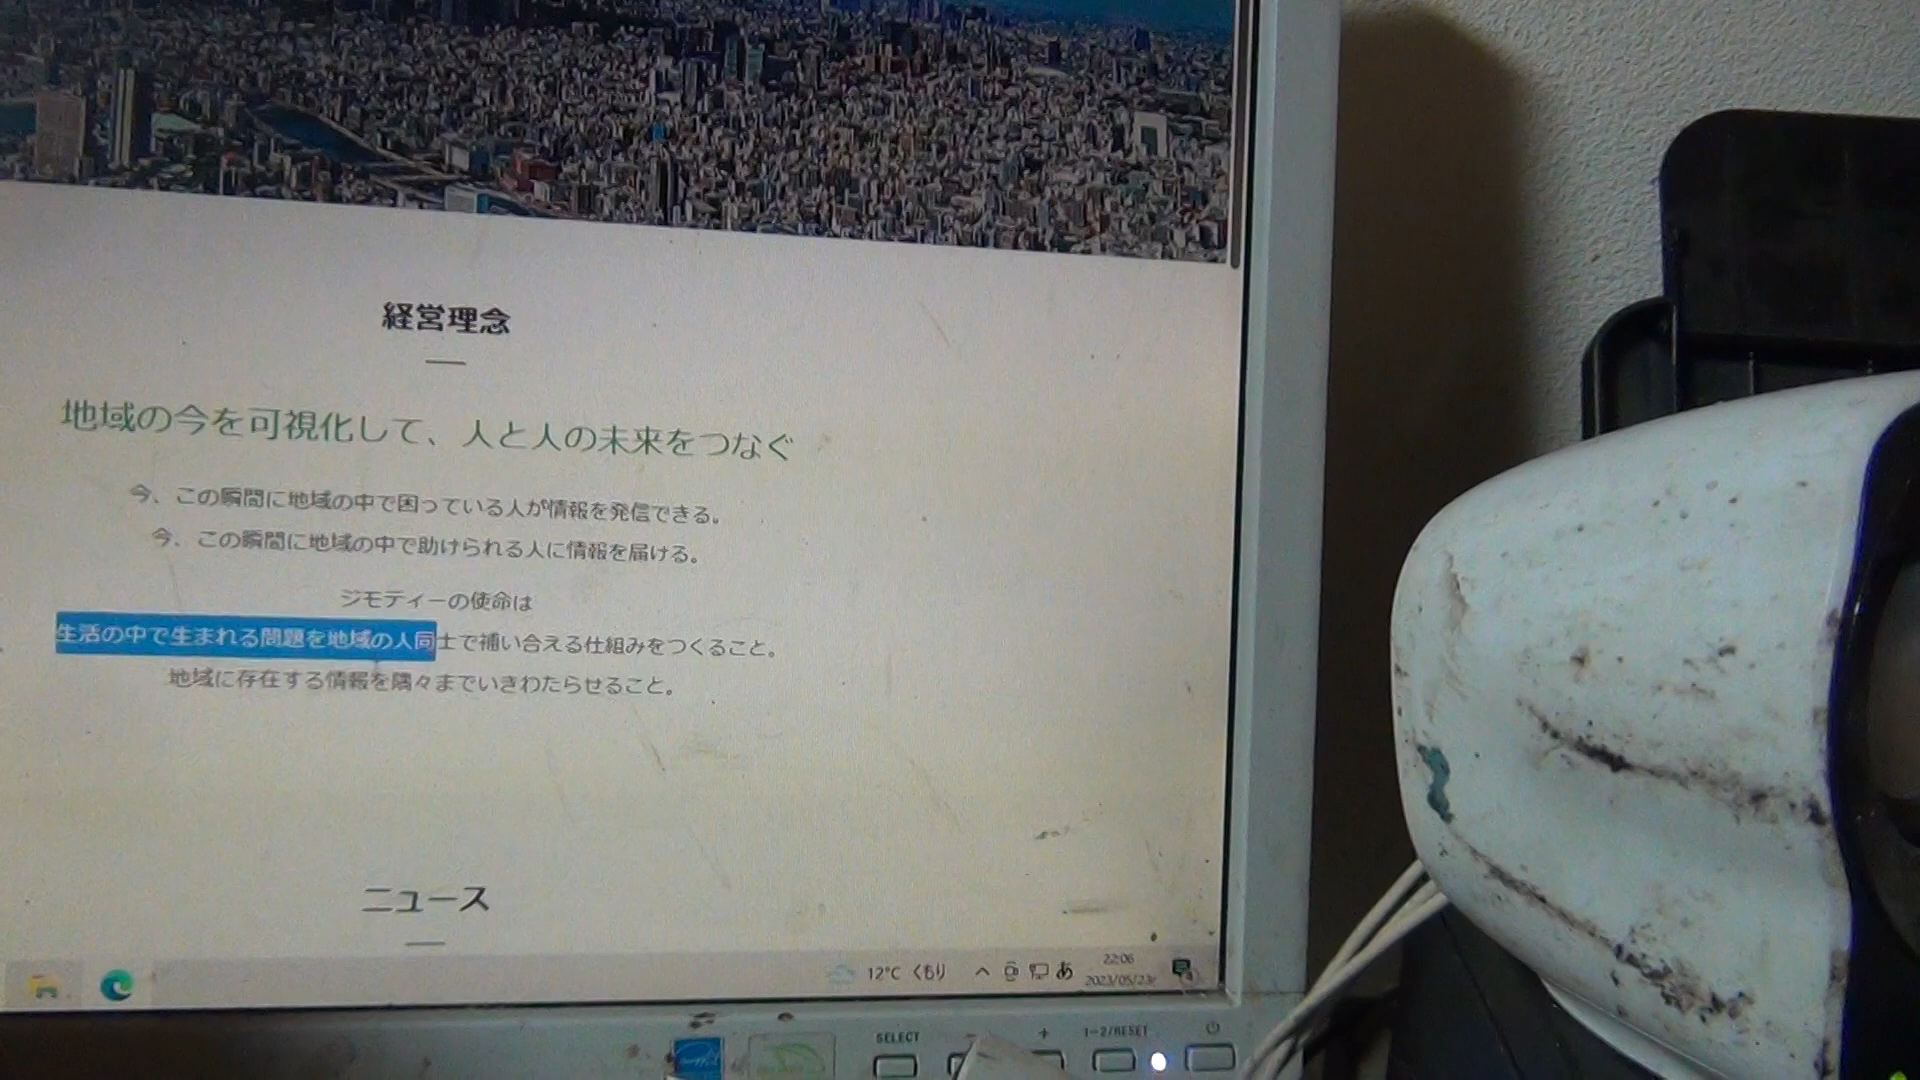 経営理念
地域の今を可視化して、人と人の未来をつなぐ
今、この瞬間に地域の中で困っている人が情報を発信できる。
今、この瞬間に地域の中で助けられる人に情報を届ける。
ジモティーの使命は
生活の中で生まれる問題を地域の人同士で補い合える仕組みをつくること。
地域に存在する情報を隅々までいきわたらせること。
ニュース
12°C くもり あ 22:06
2023/05/23
SELECT - + 1-2/RESET